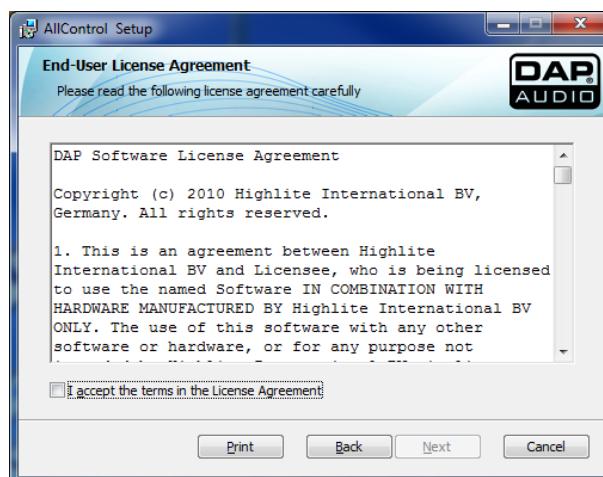 AllControl Setup
End-User License Agreement
Please read the following license agreement carefully
DAP
AUDIO
DAP Software License Agreement
Copyright (c) 2010 Highlite International BV,
Germany. All rights reserved.
1. This is an agreement between Highlite
International BV and Licensee, who is being licensed
to use the named Software IN COMBINATION WITH
HARDWARE MANUFACTURED BY Highlite International BV
ONLY. The use of this software with any other
software or hardware, or for any purpose not
I accept the terms in the License Agreement
Print
Back
Next
Cancel